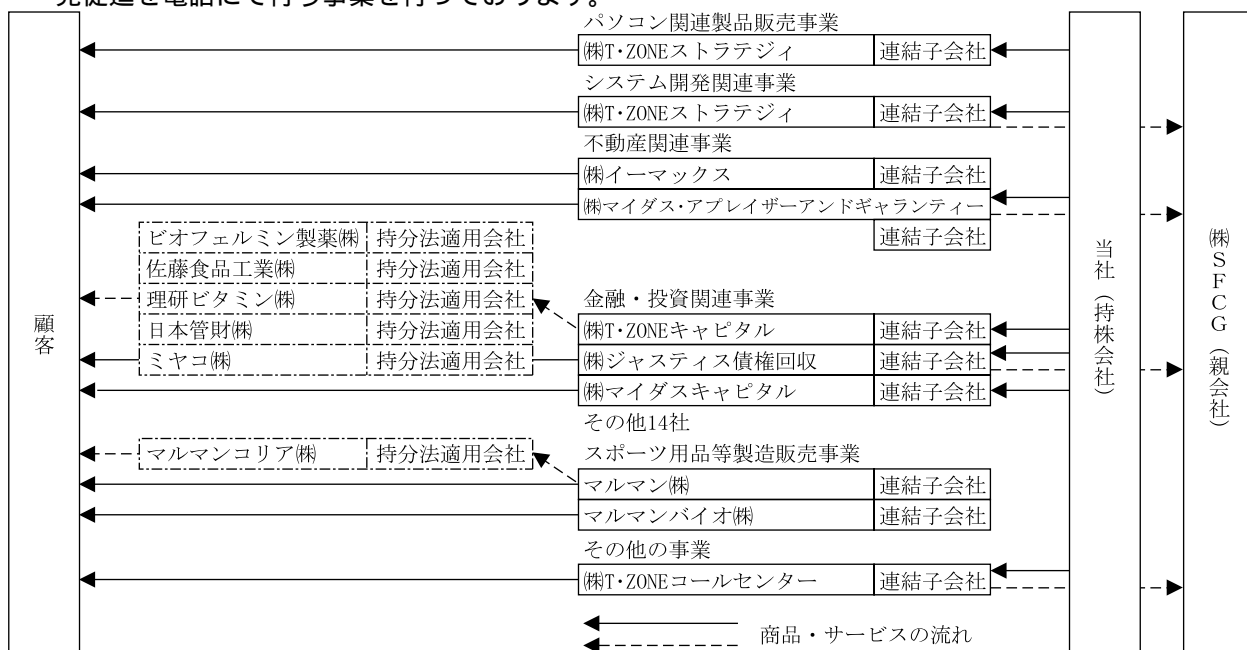 売促進を電話にて行う事業を行っております。
パソコン関連製品販売事業
㈱T・ZONEストラテジィ 連結子会社
システム開発関連事業
㈱T・ZONEストラテジィ 連結子会社
不動産関連事業
㈱イーマックス 連結子会社
㈱マイダス・アプレイザーアンドギャランティー
連結子会社
ビオフェルミン製薬㈱ 持分法適用会社
佐藤食品工業㈱ 持分法適用会社
理研ビタミン㈱ 持分法適用会社
日本管財㈱ 持分法適用会社
ミヤコ㈱ 持分法適用会社
金融・投資関連事業
㈱T・ZONEキャピタル 連結子会社
㈱ジャスティス債権回収 連結子会社
㈱マイダスキャピタル 連結子会社
その他14社
スポーツ用品等製造販売事業
マルマンコリア㈱ 持分法適用会社
マルマン㈱ 連結子会社
マルマンバイオ㈱ 連結子会社
その他の事業
㈱T・ZONEコールセンター 連結子会社
商品・サービスの流れ
顧客
当社（持株会社）
㈱SFCG（親会社）